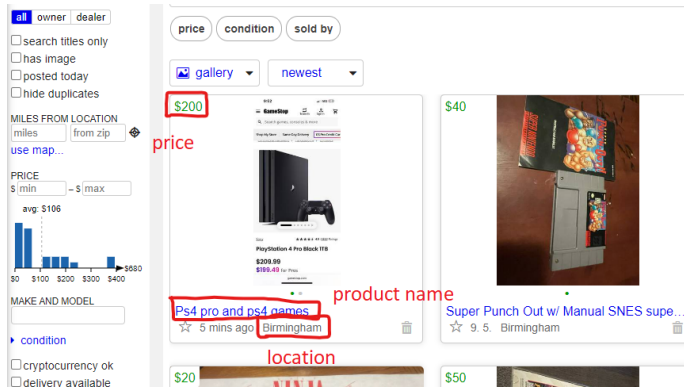 all owner dealer
search titles only
has image
posted today
hide duplicates
MILES FROM LOCATION
miles from zip
use map...
PRICE
$ min – $ max
avg: $106
$680
$0 $100 $200 $300 $400
MAKE AND MODEL
condition
cryptocurrency ok
delivery available
price condition sold by
gallery newest
$200
price
GameStop
PlayStation 4 Pro Black 1TB
$209.99
$199.49 for Pros
Ps4 pro and ps4 games
product name
5 mins ago Birmingham
location
$40
Super Punch Out w/ Manual SNES supe...
9. 5. Birmingham
$20
$50